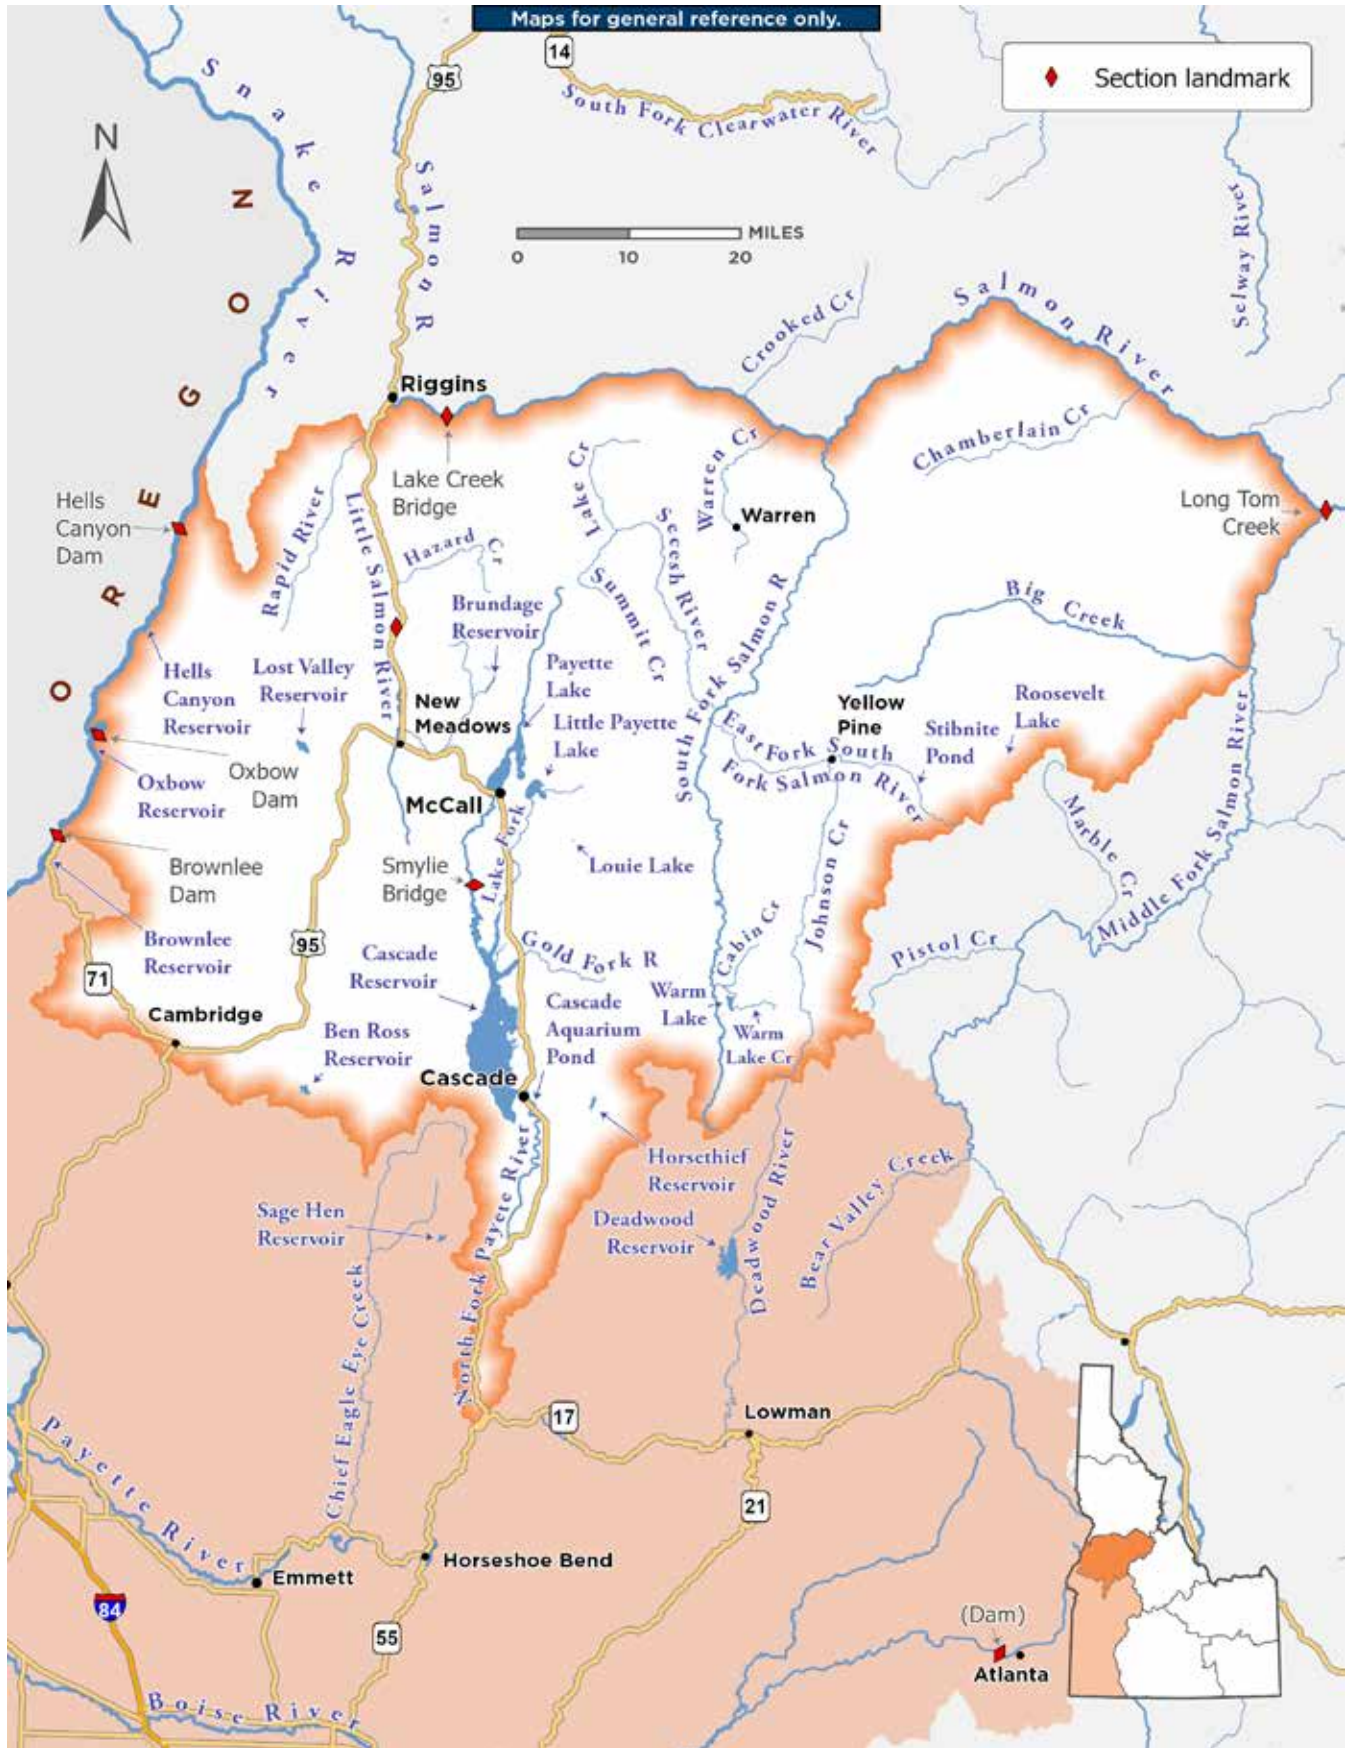 Maps for general reference only.
Section landmark
N
14
95
Snake River
Salmon R
South Fork Clearwater River
Selway River
OREGON
MILES
0 10 20
Crooked Cr
Salmon River
Riggins
Lake Creek
Bridge
Lake Cr
Warren Cr
Chamberlain Cr
Hells
Canyon
Dam
Long Tom
Creek
Rapid River
Little Salmon River
Hazard Cr
Warren
Secesh River
Summit Cr
South Fork Salmon R
Big Creek
Brundage
Reservoir
Hells
Canyon
Reservoir
Lost Valley
Reservoir
Payette
Lake
New
Meadows
Little Payette
Lake
East Fork South
Fork Salmon River
Yellow
Pine
Stibnite
Pond
Roosevelt
Lake
Oxbow
Dam
Oxbow
Reservoir
McCall
Lake Fork
Marble Cr
Middle Fork Salmon River
Brownlee
Dam
Smylie
Bridge
Louie Lake
Johnson Cr
Brownlee
Reservoir
95
Cascade
Reservoir
Gold Fork R
Cabin Cr
Pistol Cr
71
Cambridge
Ben Ross
Reservoir
Cascade
Aquarium
Pond
Warm
Lake
Warm
Lake Cr
Cascade
Horsethief
Reservoir
Deadwood River
Bear Valley Creek
Sage Hen
Reservoir
North Fork Payete River
Deadwood
Reservoir
Chief Eagle Eye Creek
17
Lowman
Payette River
21
Emmett
Horseshoe Bend
84
55
(Dam)
Atlanta
Boise River